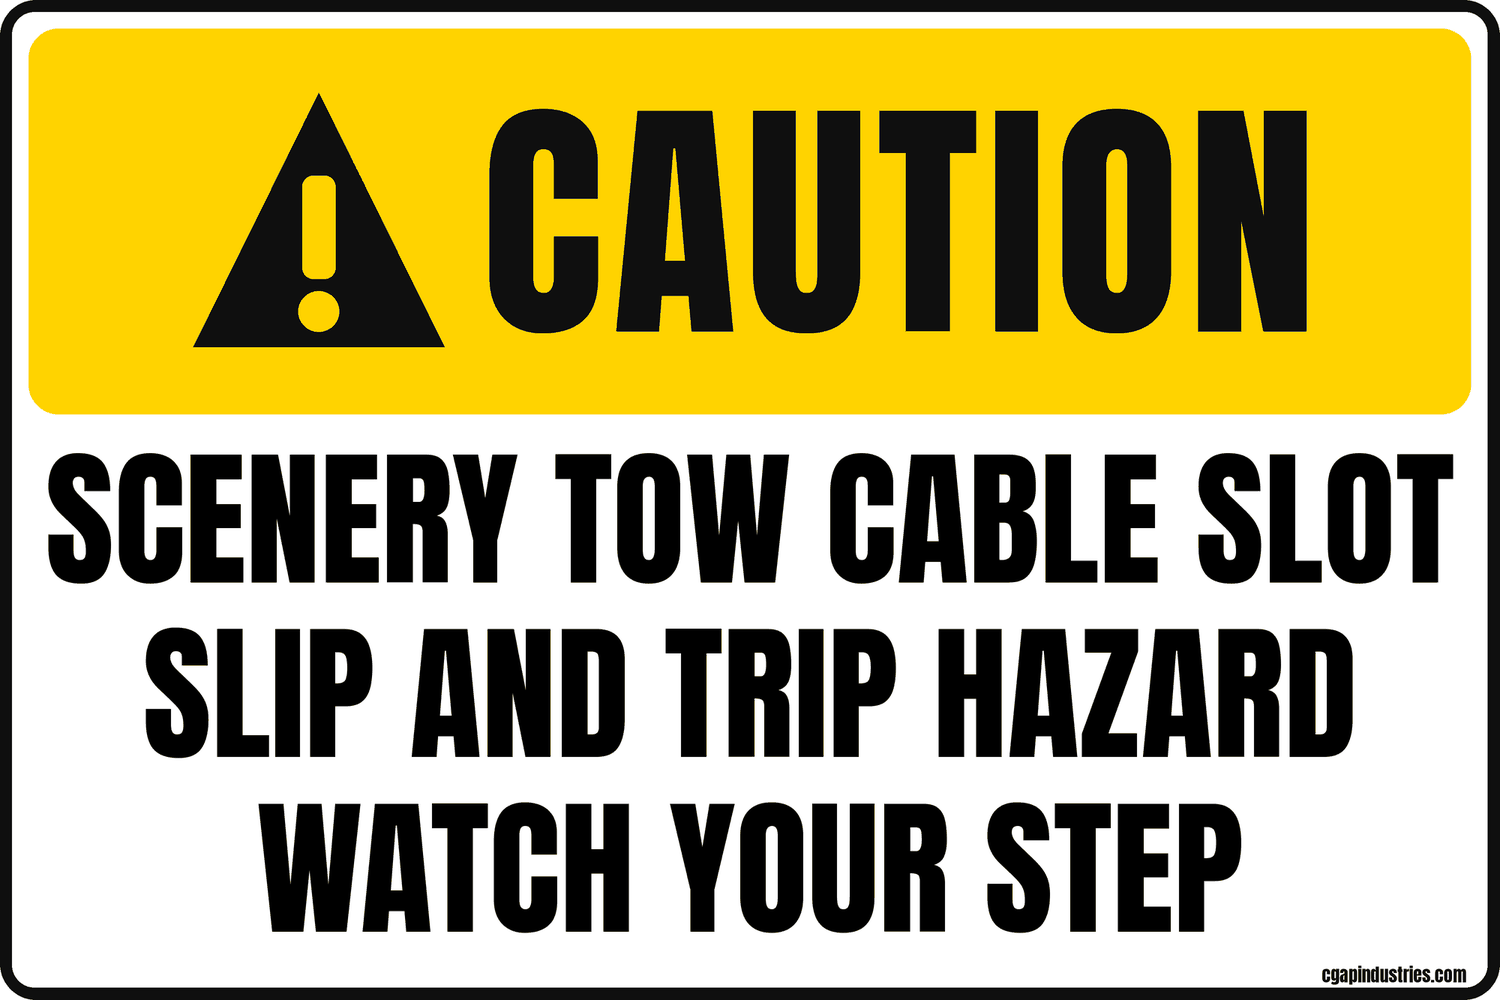 CAUTION
SCENERY TOW CABLE SLOT
SLIP AND TRIP HAZARD
WATCH YOUR STEP
cgapindustries.com